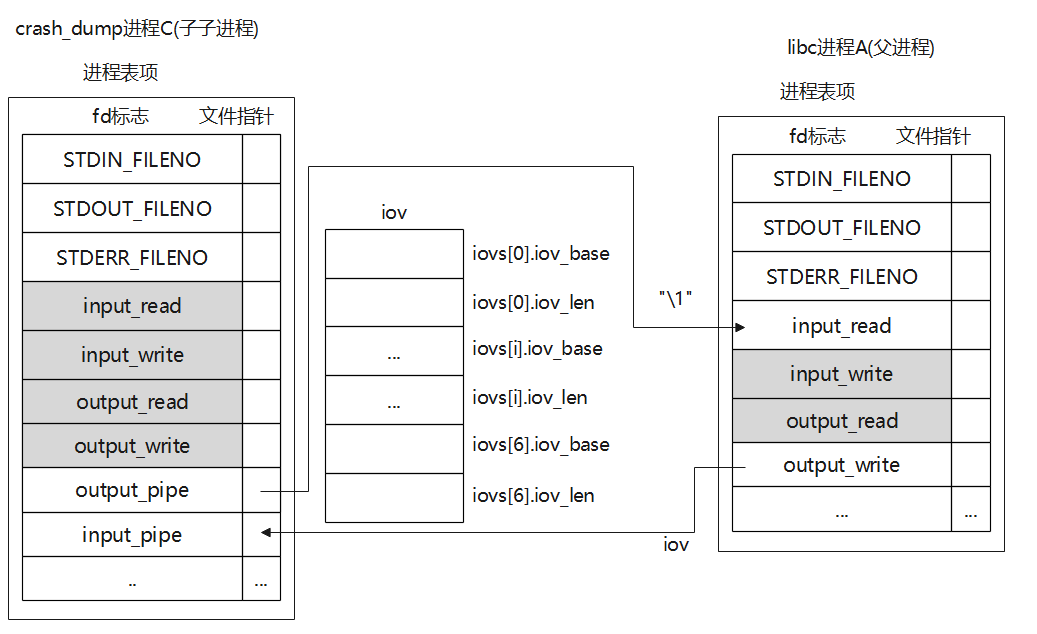 crash_dump进程C(子子进程)
进程表项
fd标志 文件指针
STDIN_FILENO
STDOUT_FILENO
STDERR_FILENO
input_read
input_write
output_read
output_write
output_pipe
input_pipe
.. ...
iov
iovs[0].iov_base
iovs[0].iov_len
... iovs[i].iov_base
... iovs[i].iov_len
iovs[6].iov_base
iovs[6].iov_len
"\1"
iov
libc进程A(父进程)
进程表项
fd标志 文件指针
STDIN_FILENO
STDOUT_FILENO
STDERR_FILENO
input_read
input_write
output_read
output_write
... ...